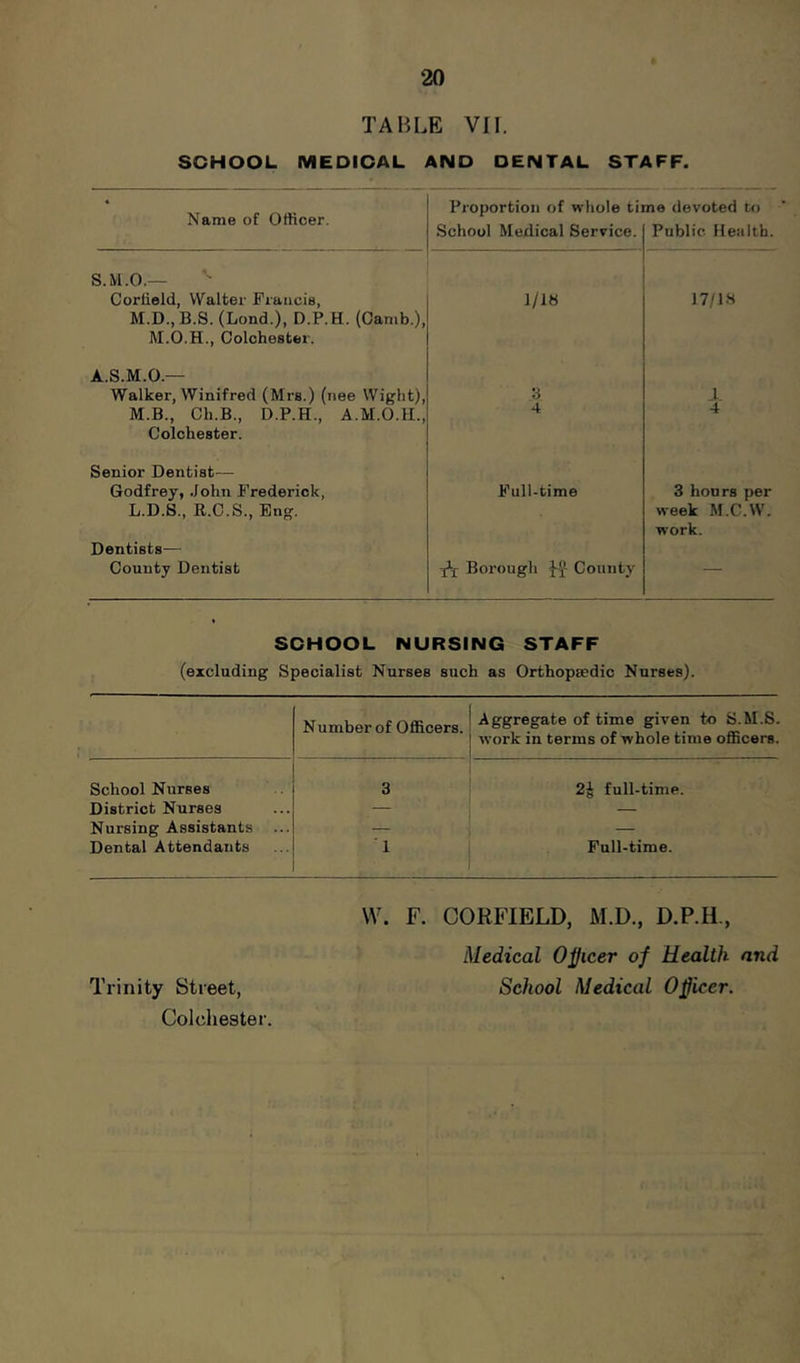 20
TABLE VII.
SCHOOL MEDICAL AND DENTAL STAFF.
Name of Officer.
Proportion of whole time devoted to
School Medical Service.
Public Health.
S.M.O.—
Corfield, Walter Francis,
M.D., B.S. (Lond.), D.P.H. (Camb.),
M.O.H., Colchester.
1/18
17/18
A.S.M.O.—
Walker, Winifred (Mrs.) (nee Wight),
M.B., Ch.B., D.P.H., A.M.O.H.,
Colchester.
3/4
1/4
Senior Dentist—
Godfrey, John Frederick,
L.D.S., R.C.S., Eng.
Full-time
3 hours per
week M.C.W.
work.
Dentists—
County Dentist
1/11 Borough 10/11 County
—
SCHOOL NURSING STAFF
(excluding Specialist Nurses such as Orthopædic Nurses).
Number of Officers.
Aggregate of time given to S.M.S.
work in terms of whole time officers.
School Nurses ... 3 2½ full-time.
District Nurses ... — —
Nursing Assistants ... — —
Dental Attendants ... 1 Full-time.
W. F. CORFIELD, M.D., D.P.H.,
Medical Officer of Health and
Trinity Street, School Medical Officer.
Colchester.